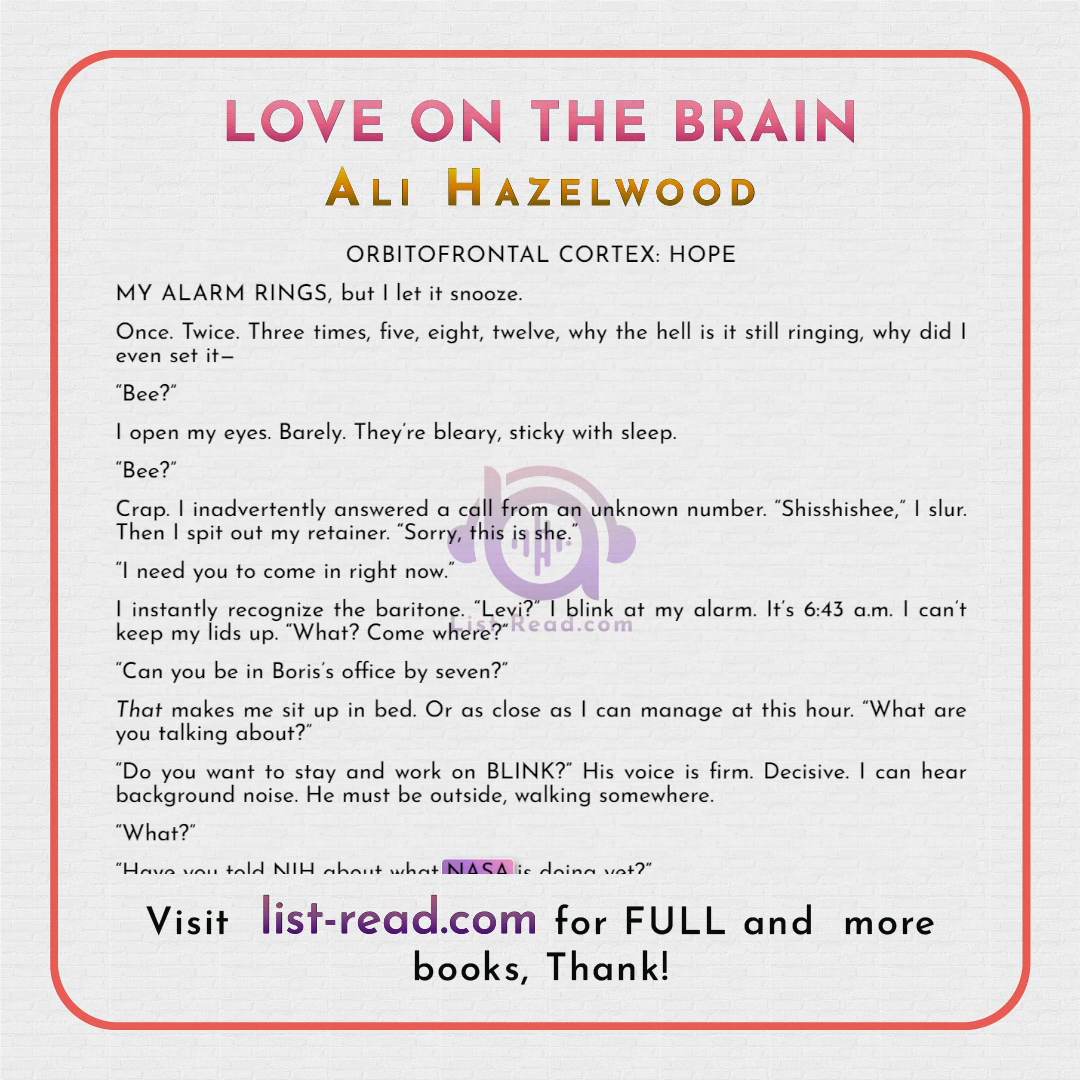 LOVE ON THE BRAIN
ALI HAZELWOOD
ORBITOFRONTAL CORTEX: HOPE
MY ALARM RINGS, but I let it snooze.
Once. Twice. Three times, five, eight, twelve, why the hell is it still ringing, why did I
even set it—
“Bee?”
I open my eyes. Barely. They’re bleary, sticky with sleep.
“Bee?”
Crap. I inadvertently answered a call from an unknown number. “Shisshishee,” I slur.
Then I spit out my retainer. “Sorry, this is she.”
“I need you to come in right now.”
I instantly recognize the baritone. “Levi?” I blink at my alarm. It’s 6:43 a.m. I can’t
keep my lids up. “What? Come where?”
List-Read.com
“Can you be in Boris’s office by seven?”
That makes me sit up in bed. Or as close as I can manage at this hour. “What are
you talking about?”
“Do you want to stay and work on BLINK?” His voice is firm. Decisive. I can hear
background noise. He must be outside, walking somewhere.
“What?”
“Have you told NIH about what NASA is doing yet?”
Visit list-read.com for FULL and more
books, Thank!